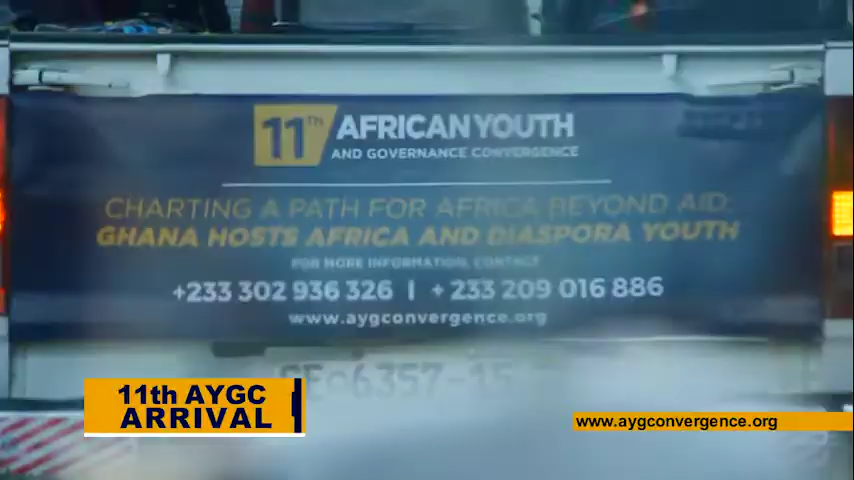 11TH AFRICAN YOUTH
AND GOVERNANCE CONVERGENCE
CHARTING A PATH FOR AFRICA BEYOND AID:
GHANA HOSTS AFRICA AND DIASPORA YOUTH
FOR MORE INFORMATION, CONTACT
+233 302 936 326 | + 233 209 016 886
www.aygconvergence.org
6357-15
11th AYGC
ARRIVAL
www.aygconvergence.org